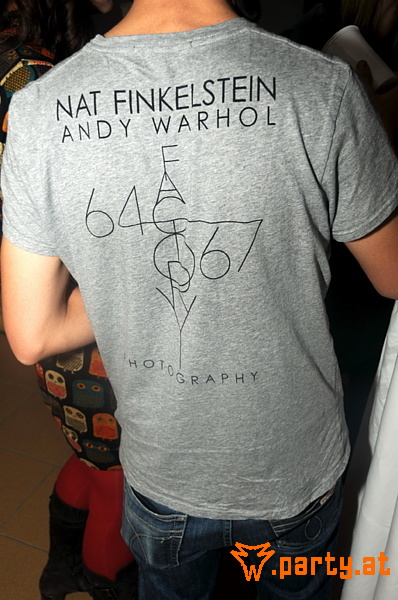 NAT FINKELSTEIN
ANDY WARHOL
FACTORY
64 67
PHOTOGRAPHY
.party.at